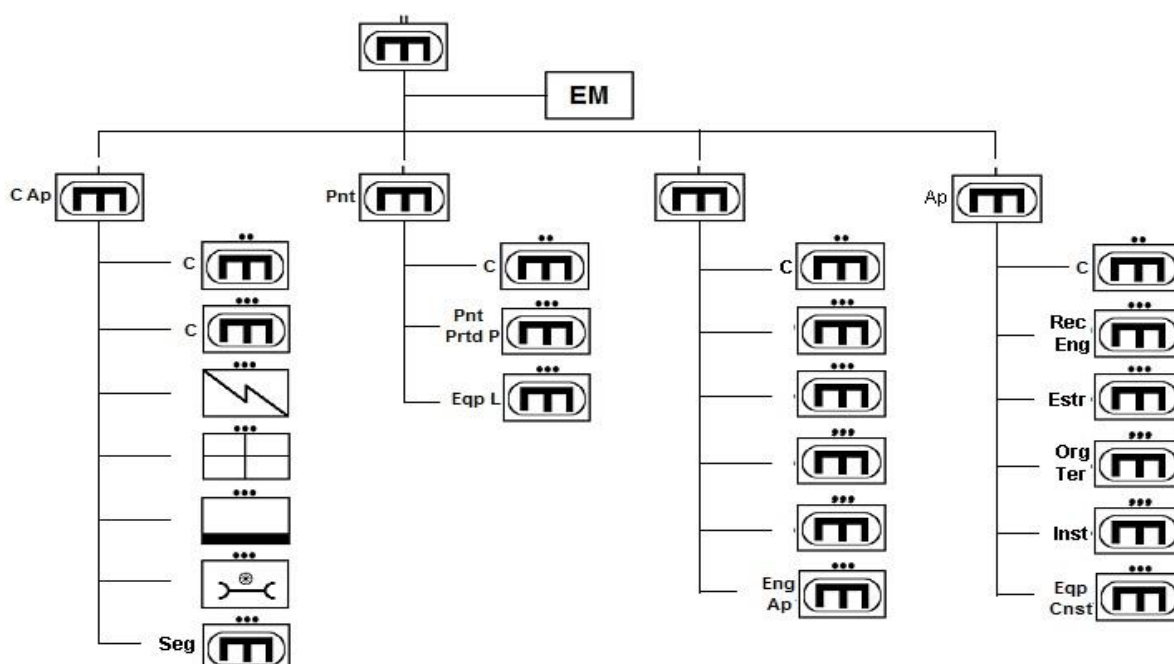 EM
C Ap
Pnt
Ap
C
C
Seg
C
Pnt
Prtd P
Eqp L
C
Eng
Ap
C
Rec
Eng
Estr
Org
Ter
Inst
Eqp
Cnst